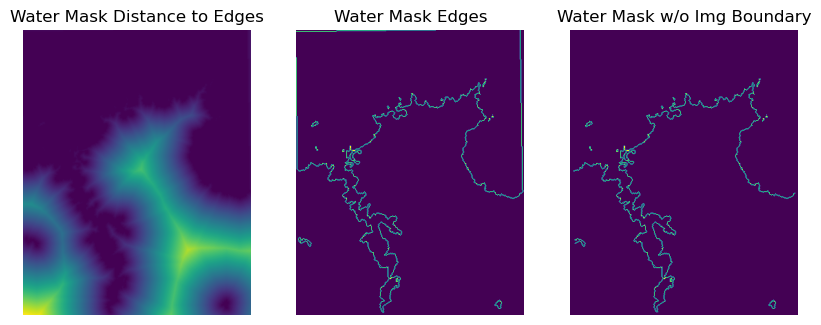 Water Mask Distance to Edges
Water Mask Edges
Water Mask w/o Img Boundary